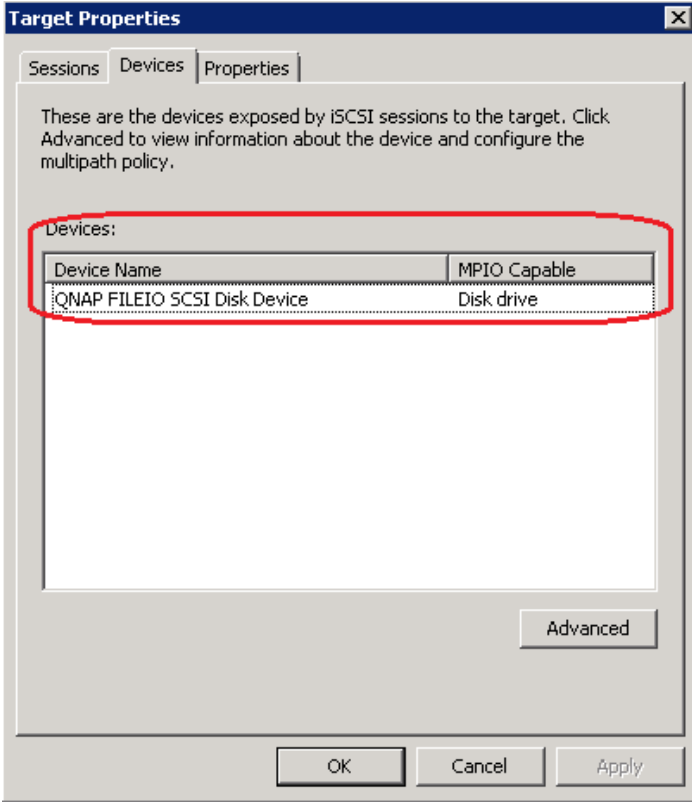 Target Properties
Sessions Devices Properties
These are the devices exposed by iSCSI sessions to the target. Click
Advanced to view information about the device and configure the
multipath policy.
Devices:
Device Name MPIO Capable
QNAP FILEIO SCSI Disk Device Disk drive
Advanced
OK Cancel Apply